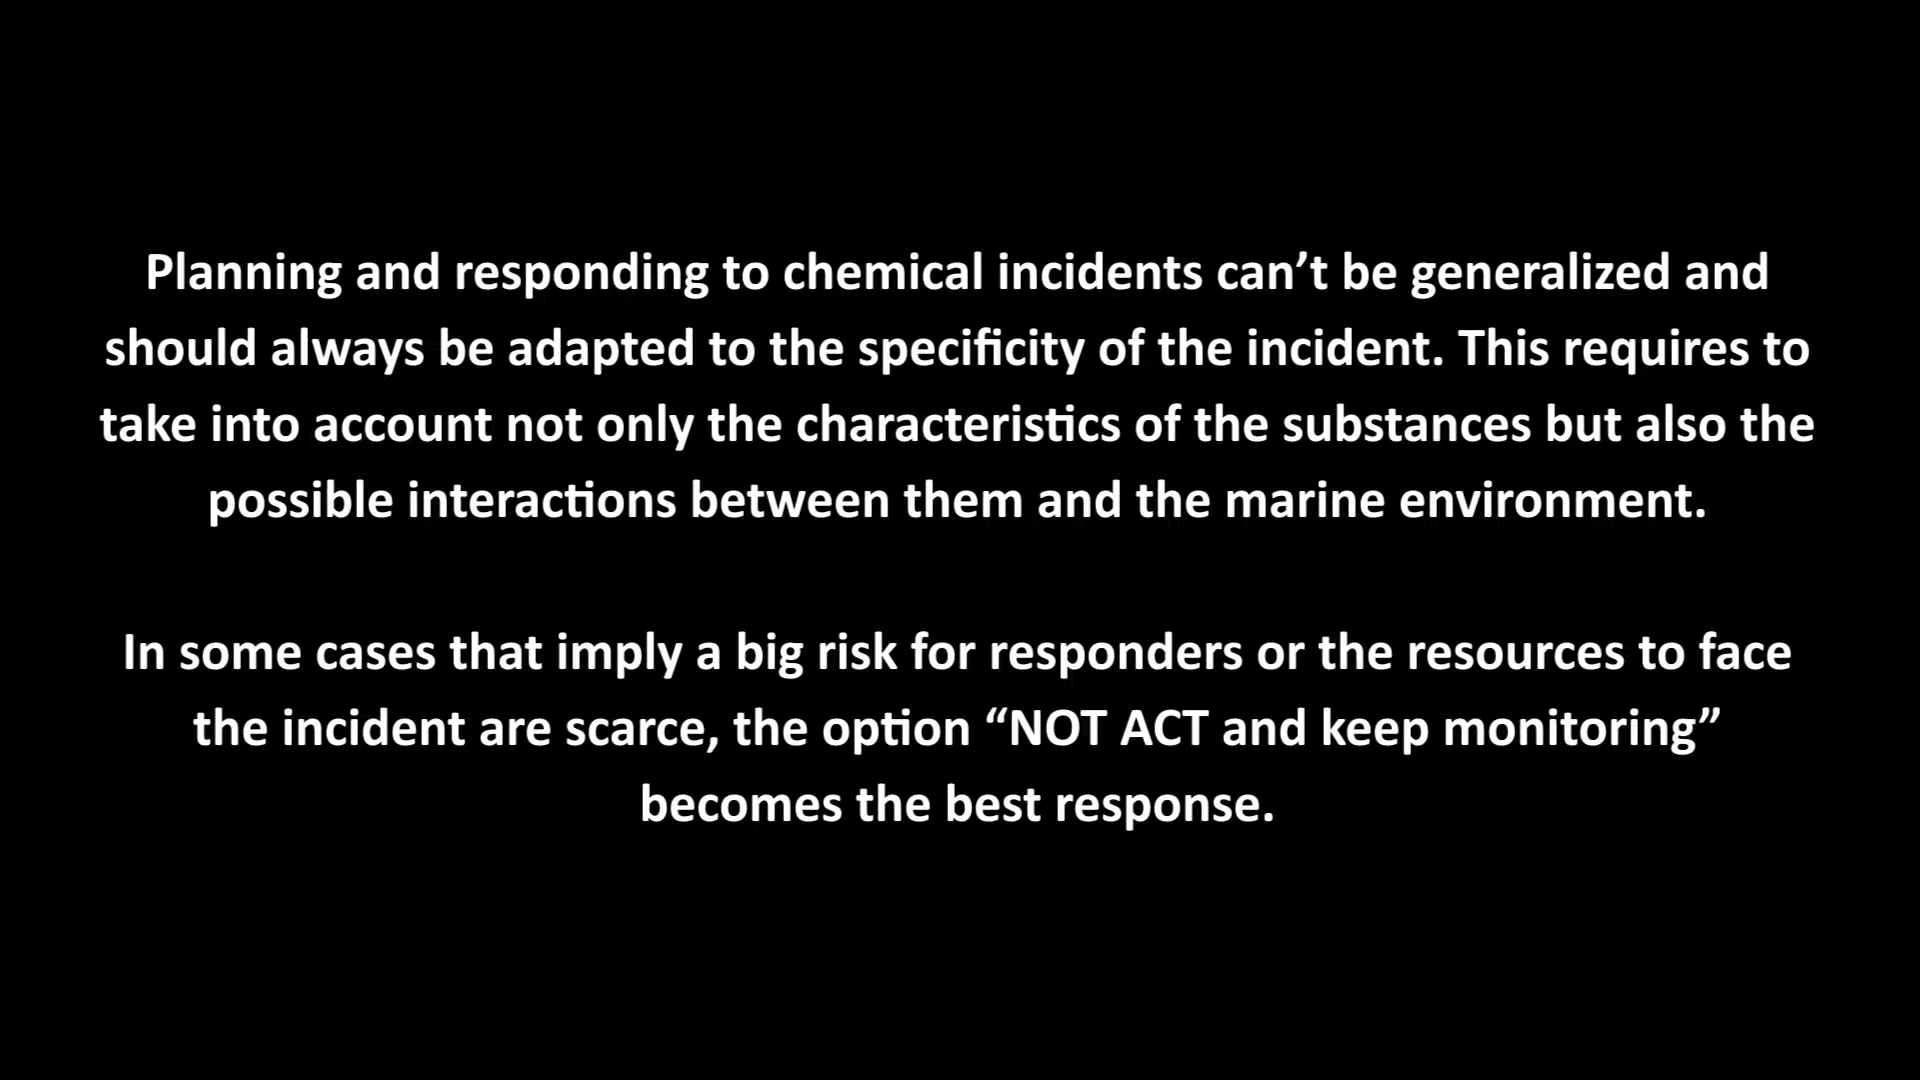 Planning and responding to chemical incidents can’t be generalized and
should always be adapted to the specificity of the incident. This requires to
take into account not only the characteristics of the substances but also the
possible interactions between them and the marine environment.
In some cases that imply a big risk for responders or the resources to face
the incident are scarce, the option “NOT ACT and keep monitoring”
becomes the best response.